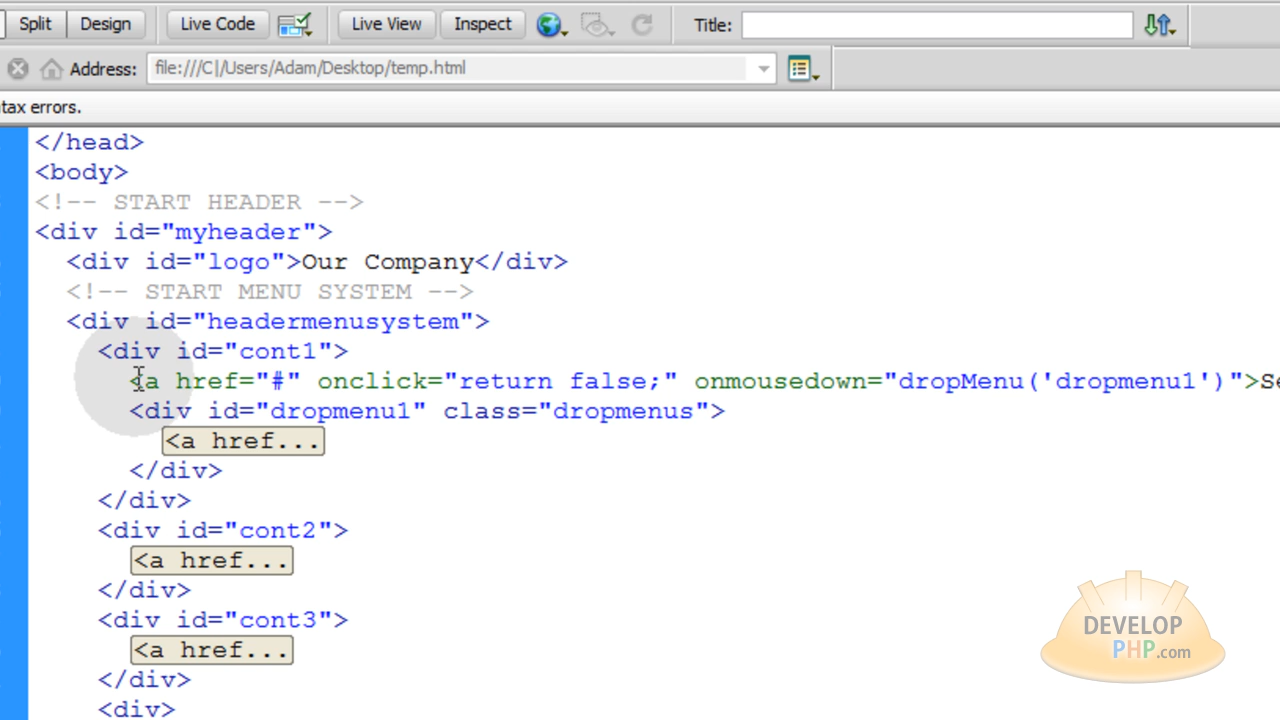 Split Design Live Code Live View Inspect Title:
Address: file:///C|/Users/Adam/Desktop/temp.html
tax errors.
</head>
<body>
<!-- START HEADER -->
<div id="myheader">
<div id="logo">Our Company</div>
<!-- START MENU SYSTEM -->
<div id="headermenusystem">
<div id="cont1">
<a href="#" onclick="return false;" onmousedown="dropMenu('dropmenu1')">Se
<div id="dropmenu1" class="dropmenus">
<a href...
</div>
</div>
<div id="cont2">
<a href...
</div>
<div id="cont3">
<a href...
</div>
<div>
DEVELOP
PHP.com